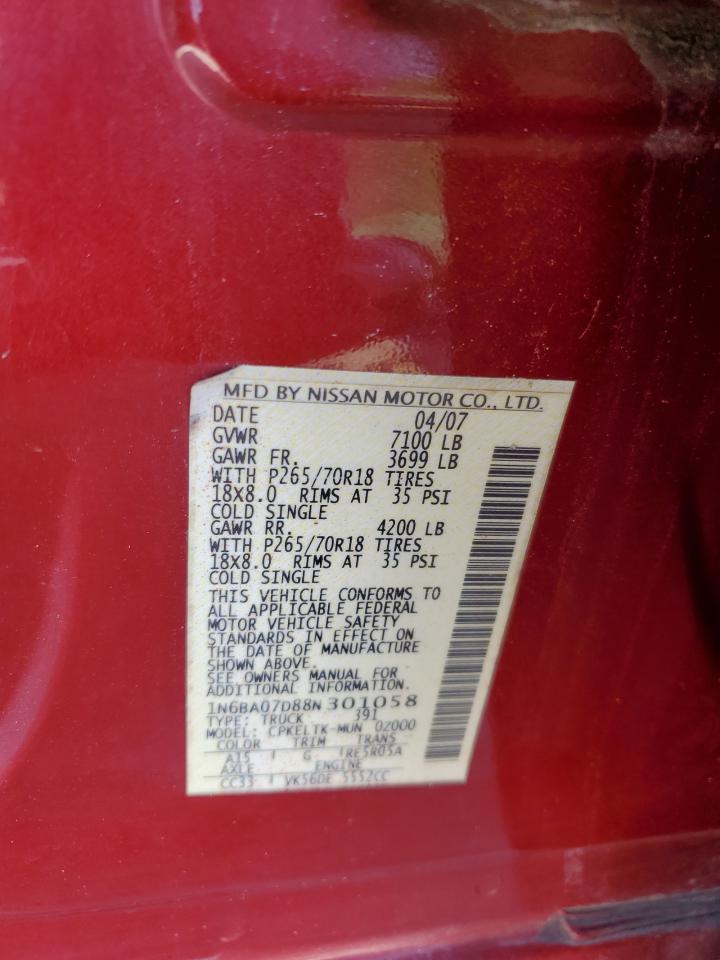 MFD BY NISSAN MOTOR CO., LTD.
DATE 04/07
GVWR 7100 LB
GAWR FR. 3699 LB
WITH P265/70R18 TIRES
18X8.0 RIMS AT 35 PSI
COLD SINGLE
GAWR RR. 4200 LB
WITH P265/70R18 TIRES
18X8.0 RIMS AT 35 PSI
COLD SINGLE
THIS VEHICLE CONFORMS TO
ALL APPLICABLE FEDERAL
MOTOR VEHICLE SAFETY
STANDARDS IN EFFECT ON
THE DATE OF MANUFACTURE
SHOWN ABOVE.
SEE OWNERS MANUAL FOR
ADDITIONAL INFORMATION.
1N6BA07D88N301058
TYPE: TRUCK 391
MODEL: CPKELTK-MUN 02000
COLOR TRIM TRANS
A15 G RE5R05A
AXLE ENGINE
CC33 VK56DE 5552CC